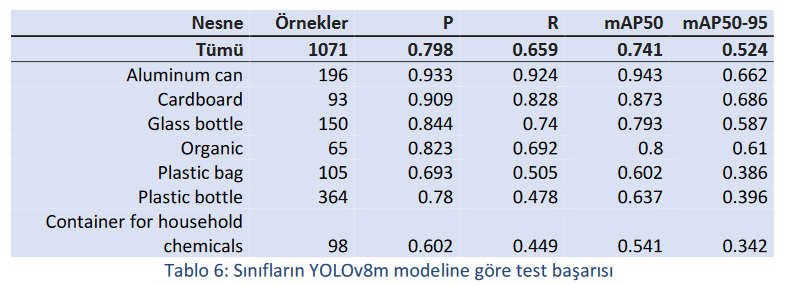 Nesne Örnekler P R mAP50 mAP50-95
Tümü 1071 0.798 0.659 0.741 0.524
Aluminum can 196 0.933 0.924 0.943 0.662
Cardboard 93 0.909 0.828 0.873 0.686
Glass bottle 150 0.844 0.74 0.793 0.587
Organic 65 0.823 0.692 0.8 0.61
Plastic bag 105 0.693 0.505 0.602 0.386
Plastic bottle 364 0.78 0.478 0.637 0.396
Container for household
chemicals 98 0.602 0.449 0.541 0.342
Tablo 6: Sınıfların YOLOv8m modeline göre test başarısı